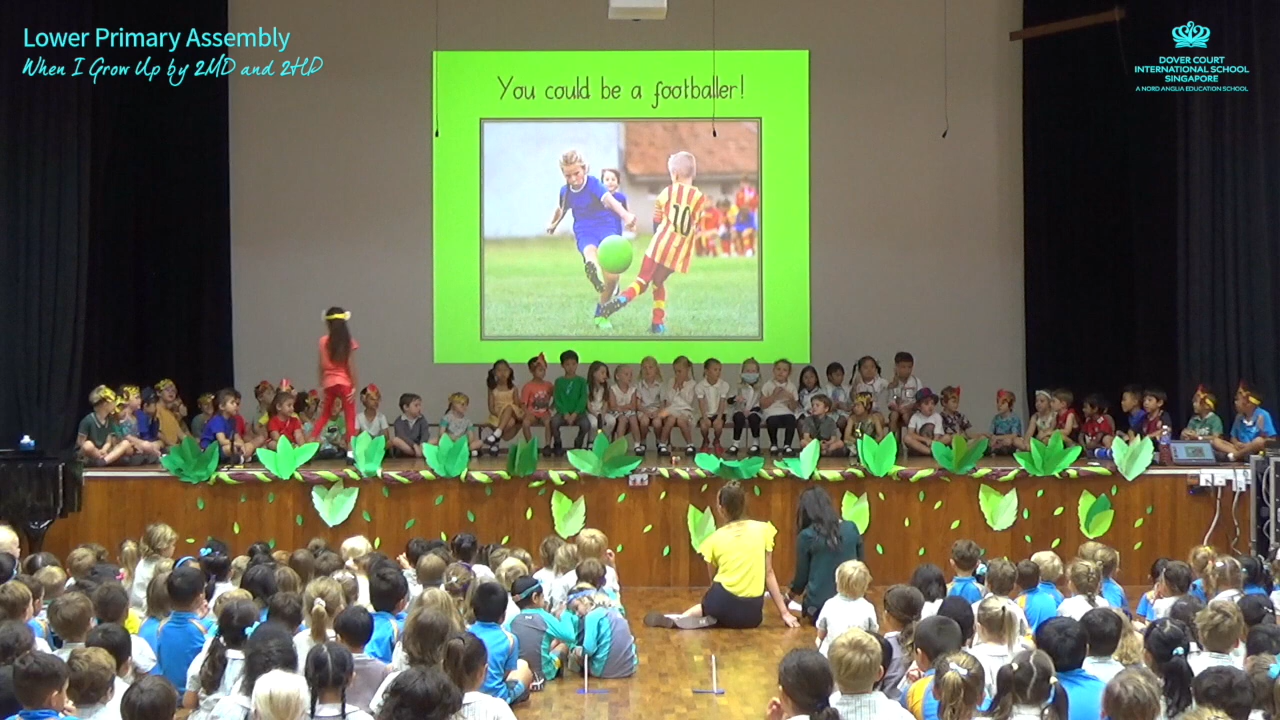 Lower Primary Assembly
When I Grow Up by 2MD and 2HD
DOVER COURT
INTERNATIONAL SCHOOL
SINGAPORE
A NORD ANGLIA EDUCATION SCHOOL
You could be a footballer!
10